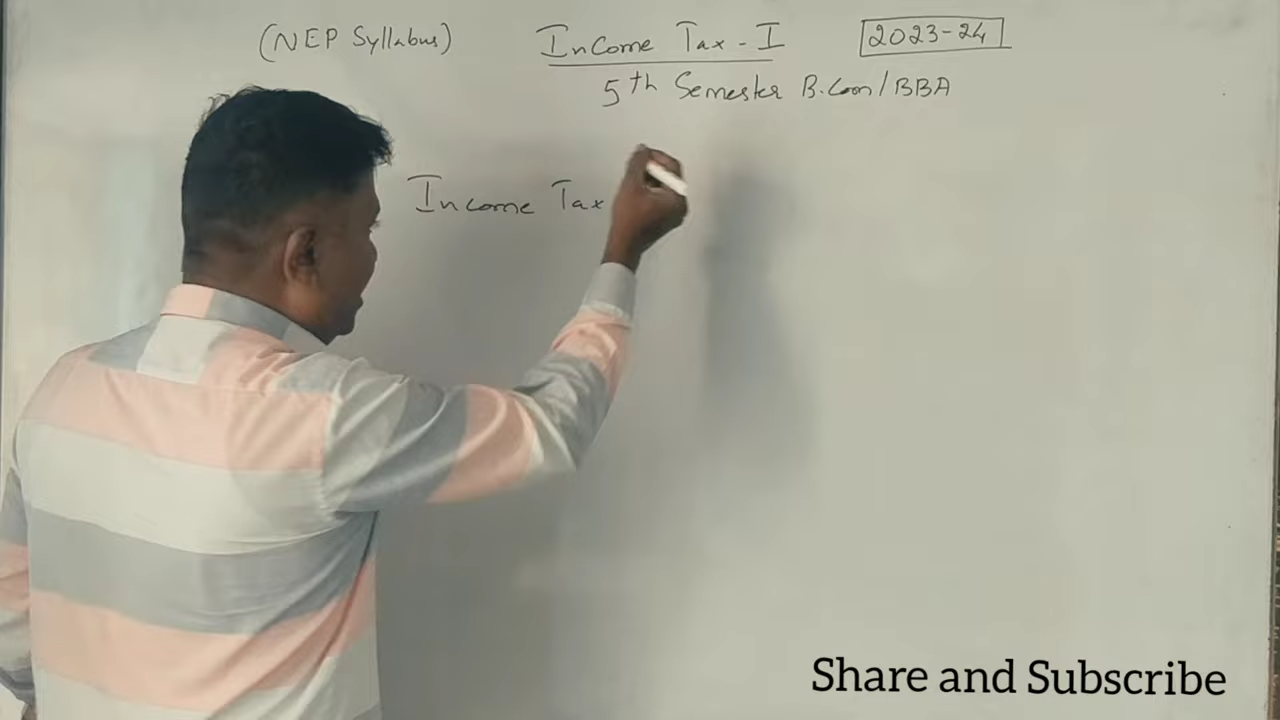 (NEP Syllabus) InCome Tax - I 2023-24
5th Semester B.Com/BBA
Income Tax
Share and Subscribe